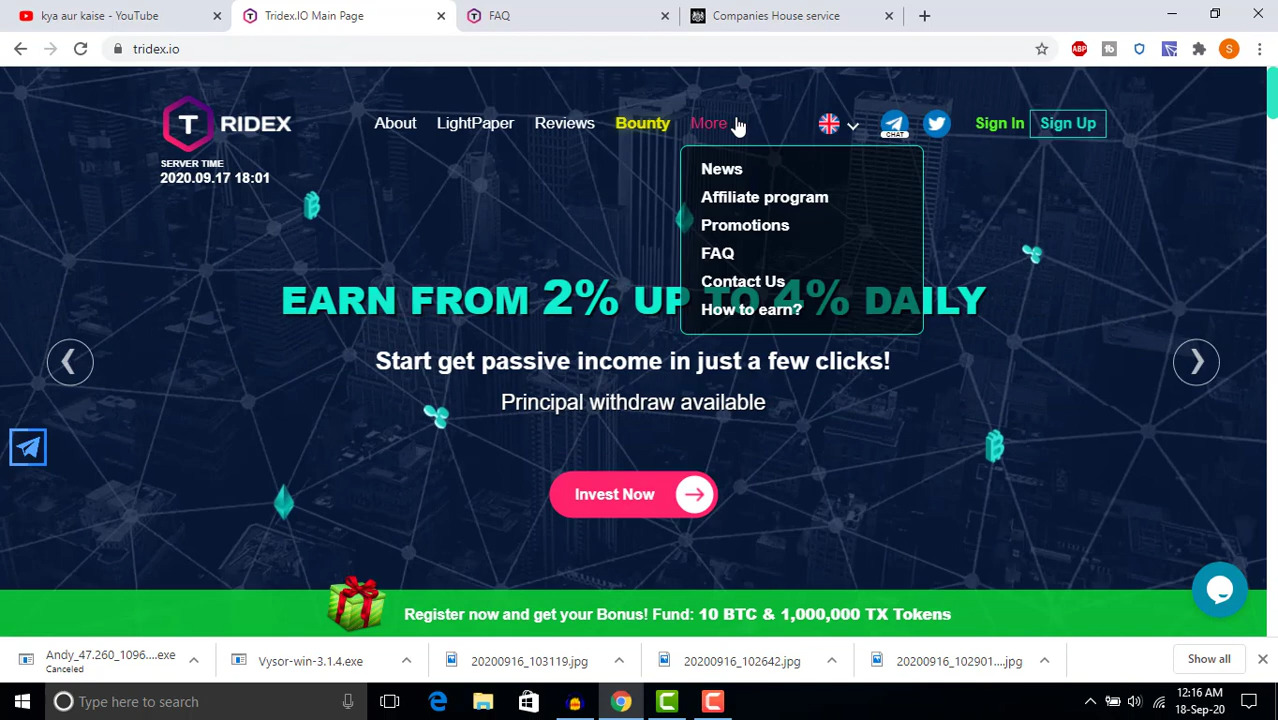 kya aur kaise - YouTube
Tridex.IO Main Page
FAQ
Companies House service
tridex.io
ABP
S
T TRIDEX
SERVER TIME
2020.09.17 18:01
About
LightPaper
Reviews
Bounty
More
CHAT
Sign In
Sign Up
News
Affiliate program
Promotions
FAQ
Contact Us
How to earn?
EARN FROM 2% UP TO 4% DAILY
Start get passive income in just a few clicks!
Principal withdraw available
Invest Now
Register now and get your Bonus! Fund: 10 BTC & 1,000,000 TX Tokens
Andy_47.260_1096....exe
Canceled
Vysor-win-3.1.4.exe
20200916_103119.jpg
20200916_102642.jpg
20200916_102901....jpg
Show all
Type here to search
12:16 AM
18-Sep-20